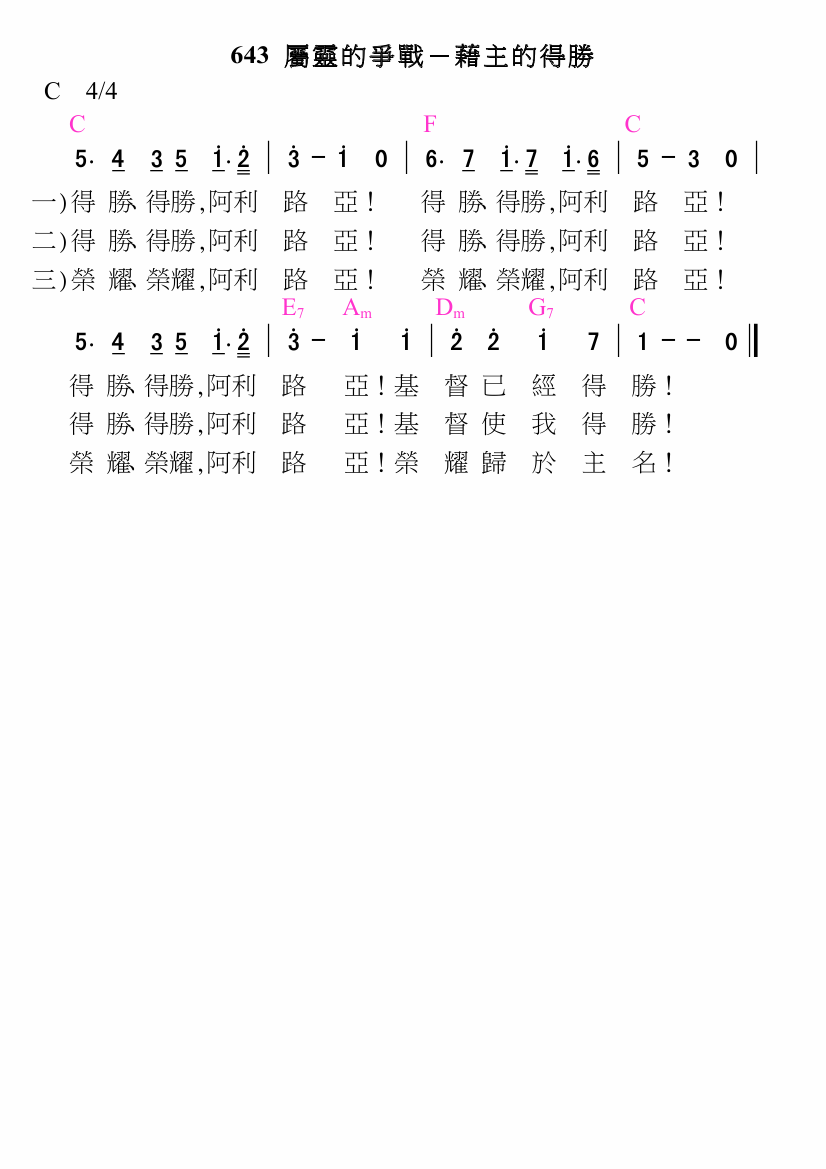 643 屬靈的爭戰－藉主的得勝
C 4/4
C F C
5· 4 3 5 1̇· 2̇ | 3̇ － 1̇ 0 | 6· 7 1̇· 7 1̇· 6 | 5 － 3 0 |
一)得 勝、得勝,阿利 路 亞！ 得 勝、得勝,阿利 路 亞！
二)得 勝、得勝,阿利 路 亞！ 得 勝、得勝,阿利 路 亞！
三)榮 耀、榮耀,阿利 路 亞！ 榮 耀、榮耀,阿利 路 亞！
E7 Am Dm G7 C
5· 4 3 5 1̇· 2̇ | 3̇ － 1̇ 1̇ | 2̇ 2̇ 1̇ 7 | 1 － － 0 ‖
得 勝、得勝,阿利 路 亞！基 督 已 經 得 勝！
得 勝、得勝,阿利 路 亞！基 督 使 我 得 勝！
榮 耀、榮耀,阿利 路 亞！榮 耀 歸 於 主 名！